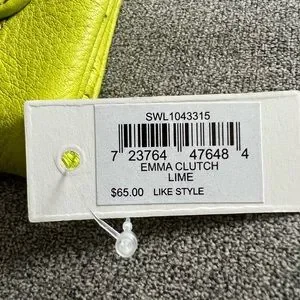 SWL1043315
7 23764 47648 4
EMMA CLUTCH
LIME
$65.00 LIKE STYLE